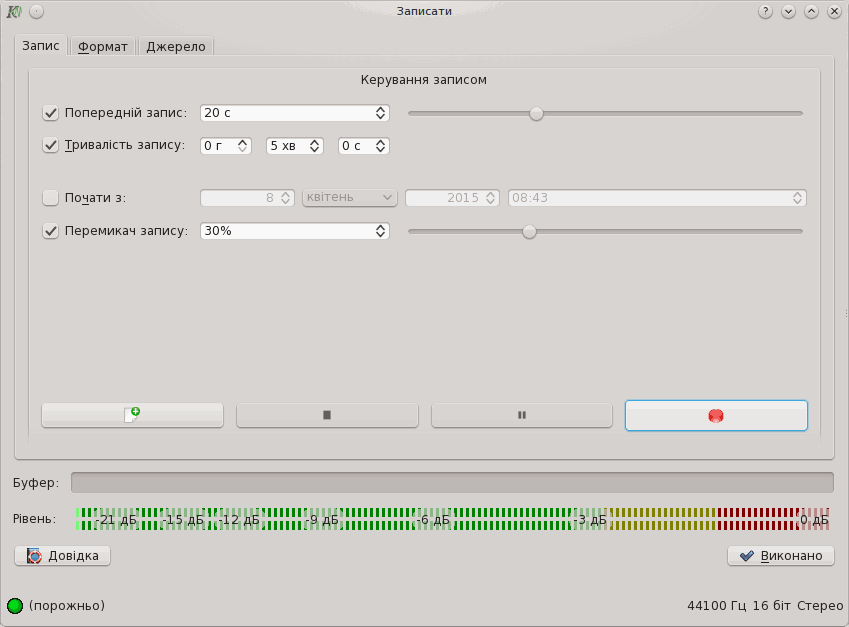 Записати
Запис Формат Джерело
Керування записом
Попередній запис: 20 с
Тривалість запису: 0 г 5 хв 0 с
Почати з: 8 квітень 2015 08:43
Перемикач запису: 30%
Буфер:
Рівень: -21 дБ -15 дБ -12 дБ -9 дБ -6 дБ -3 дБ 0 дБ
Довідка Виконано
(порожньо) 44100 Гц 16 біт Стерео